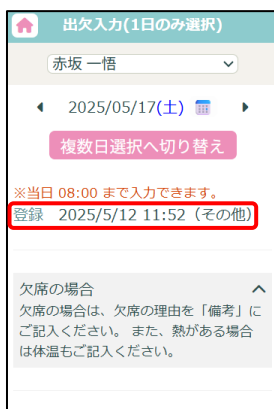 出欠入力(1日のみ選択)
赤坂 一悟
2025/05/17(土)
複数日選択へ切り替え
※当日 08:00 まで入力できます。
登録 2025/5/12 11:52（その他）
欠席の場合
欠席の場合は、欠席の理由を「備考」に
ご記入ください。 また、熱がある場合
は体温もご記入ください。